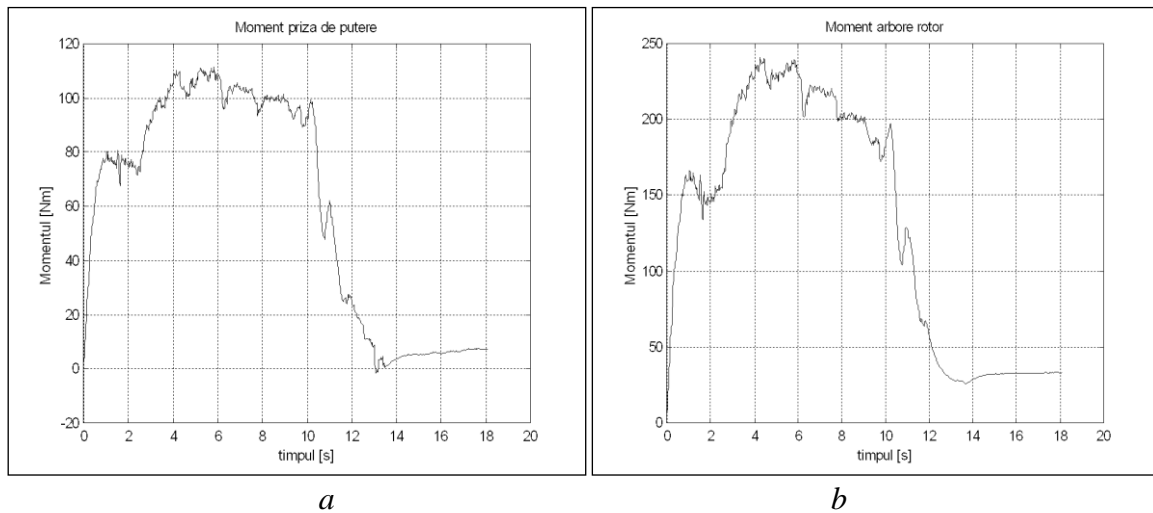 Moment priza de putere
120
100
80
60
40
20
0
-20
Momentul [Nm]
0 2 4 6 8 10 12 14 16 18 20
timpul [s]
a
Moment arbore rotor
250
200
150
100
50
0
Momentul [Nm]
0 2 4 6 8 10 12 14 16 18 20
timpul [s]
b